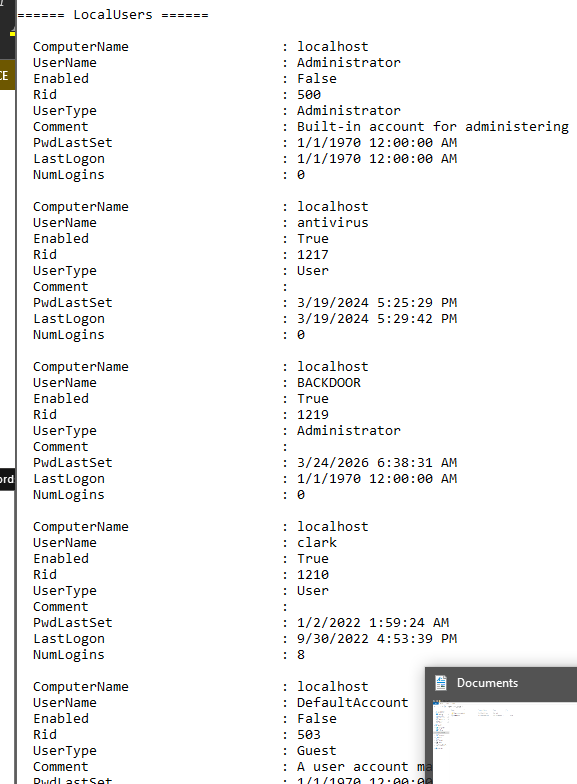 ====== LocalUsers ======
ComputerName : localhost
UserName : Administrator
Enabled : False
Rid : 500
UserType : Administrator
Comment : Built-in account for administering
PwdLastSet : 1/1/1970 12:00:00 AM
LastLogon : 1/1/1970 12:00:00 AM
NumLogins : 0
ComputerName : localhost
UserName : antivirus
Enabled : True
Rid : 1217
UserType : User
Comment :
PwdLastSet : 3/19/2024 5:25:29 PM
LastLogon : 3/19/2024 5:29:42 PM
NumLogins : 0
ComputerName : localhost
UserName : BACKDOOR
Enabled : True
Rid : 1219
UserType : Administrator
Comment :
PwdLastSet : 3/24/2026 6:38:31 AM
LastLogon : 1/1/1970 12:00:00 AM
NumLogins : 0
ComputerName : localhost
UserName : clark
Enabled : True
Rid : 1210
UserType : User
Comment :
PwdLastSet : 1/2/2022 1:59:24 AM
LastLogon : 9/30/2022 4:53:39 PM
NumLogins : 8
ComputerName : localhost
UserName : DefaultAccount
Enabled : False
Rid : 503
UserType : Guest
Comment : A user account ma
PwdLastSet : 1/1/1970 12:00:00
Documents